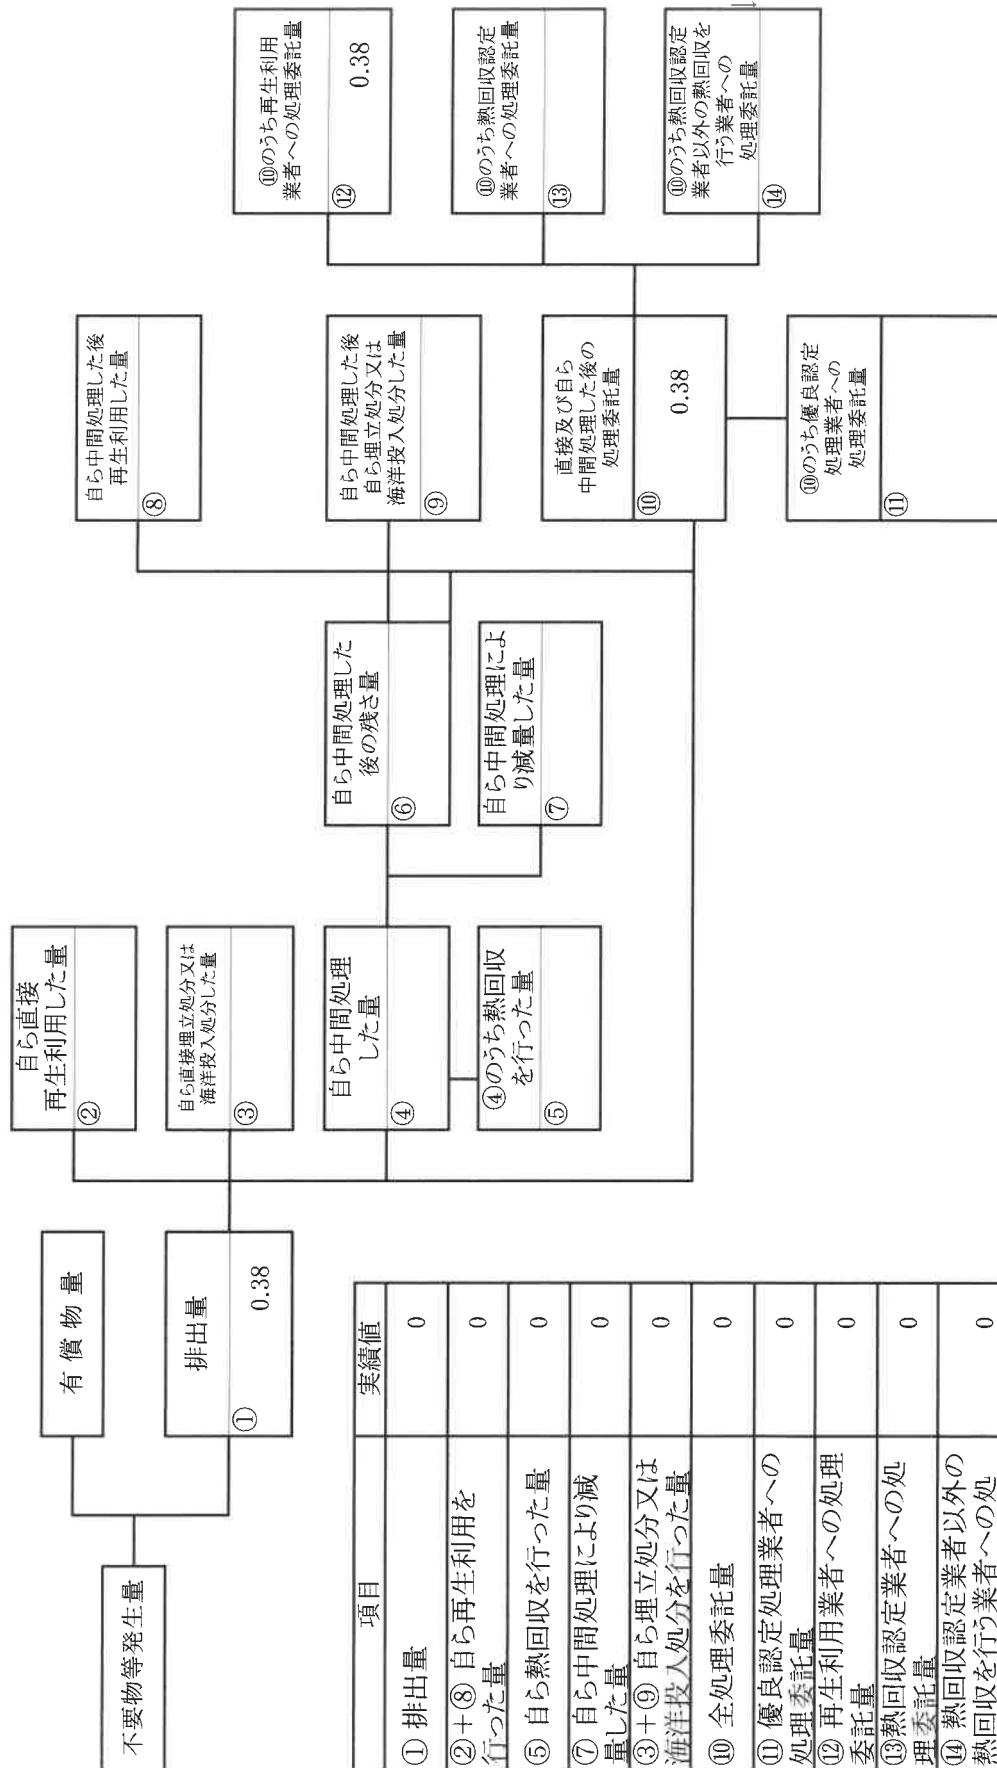 不要物等発生量
有償物量
排出量
①
0.38
自ら直接
再生利用した量
②
自ら直接埋立処分又は
海洋投入処分した量
③
自ら中間処理
した量
④
④のうち熱回収
を行った量
⑤
自ら中間処理した
後の残さ量
⑥
自ら中間処理によ
り減量した量
⑦
自ら中間処理した後
再生利用した量
⑧
自ら中間処理した後
自ら埋立処分又は
海洋投入処分した量
⑨
直接及び自ら
中間処理した後の
処理委託量
⑩
0.38
⑩のうち優良認定
処理業者への
処理委託量
⑪
⑩のうち再生利用
業者への処理委託量
⑫
0.38
⑩のうち熱回収認定
業者への処理委託量
⑬
⑩のうち熱回収認定
業者以外の熱回収を
行う業者への
処理委託量
⑭
項目 実績値
① 排出量 0
②+⑧ 自ら再生利用を
行った量 0
⑤ 自ら熱回収を行った量 0
⑦ 自ら中間処理により減
量した量 0
③+⑨ 自ら埋立処分又は
海洋投入処分を行った量 0
⑩ 全処理委託量 0
⑪ 優良認定処理業者への
処理委託量 0
⑫ 再生利用業者への処理
委託量 0
⑬熱回収認定業者への処
理委託量 0
⑭ 熱回収認定業者以外の
熱回収を行う業者への処 0